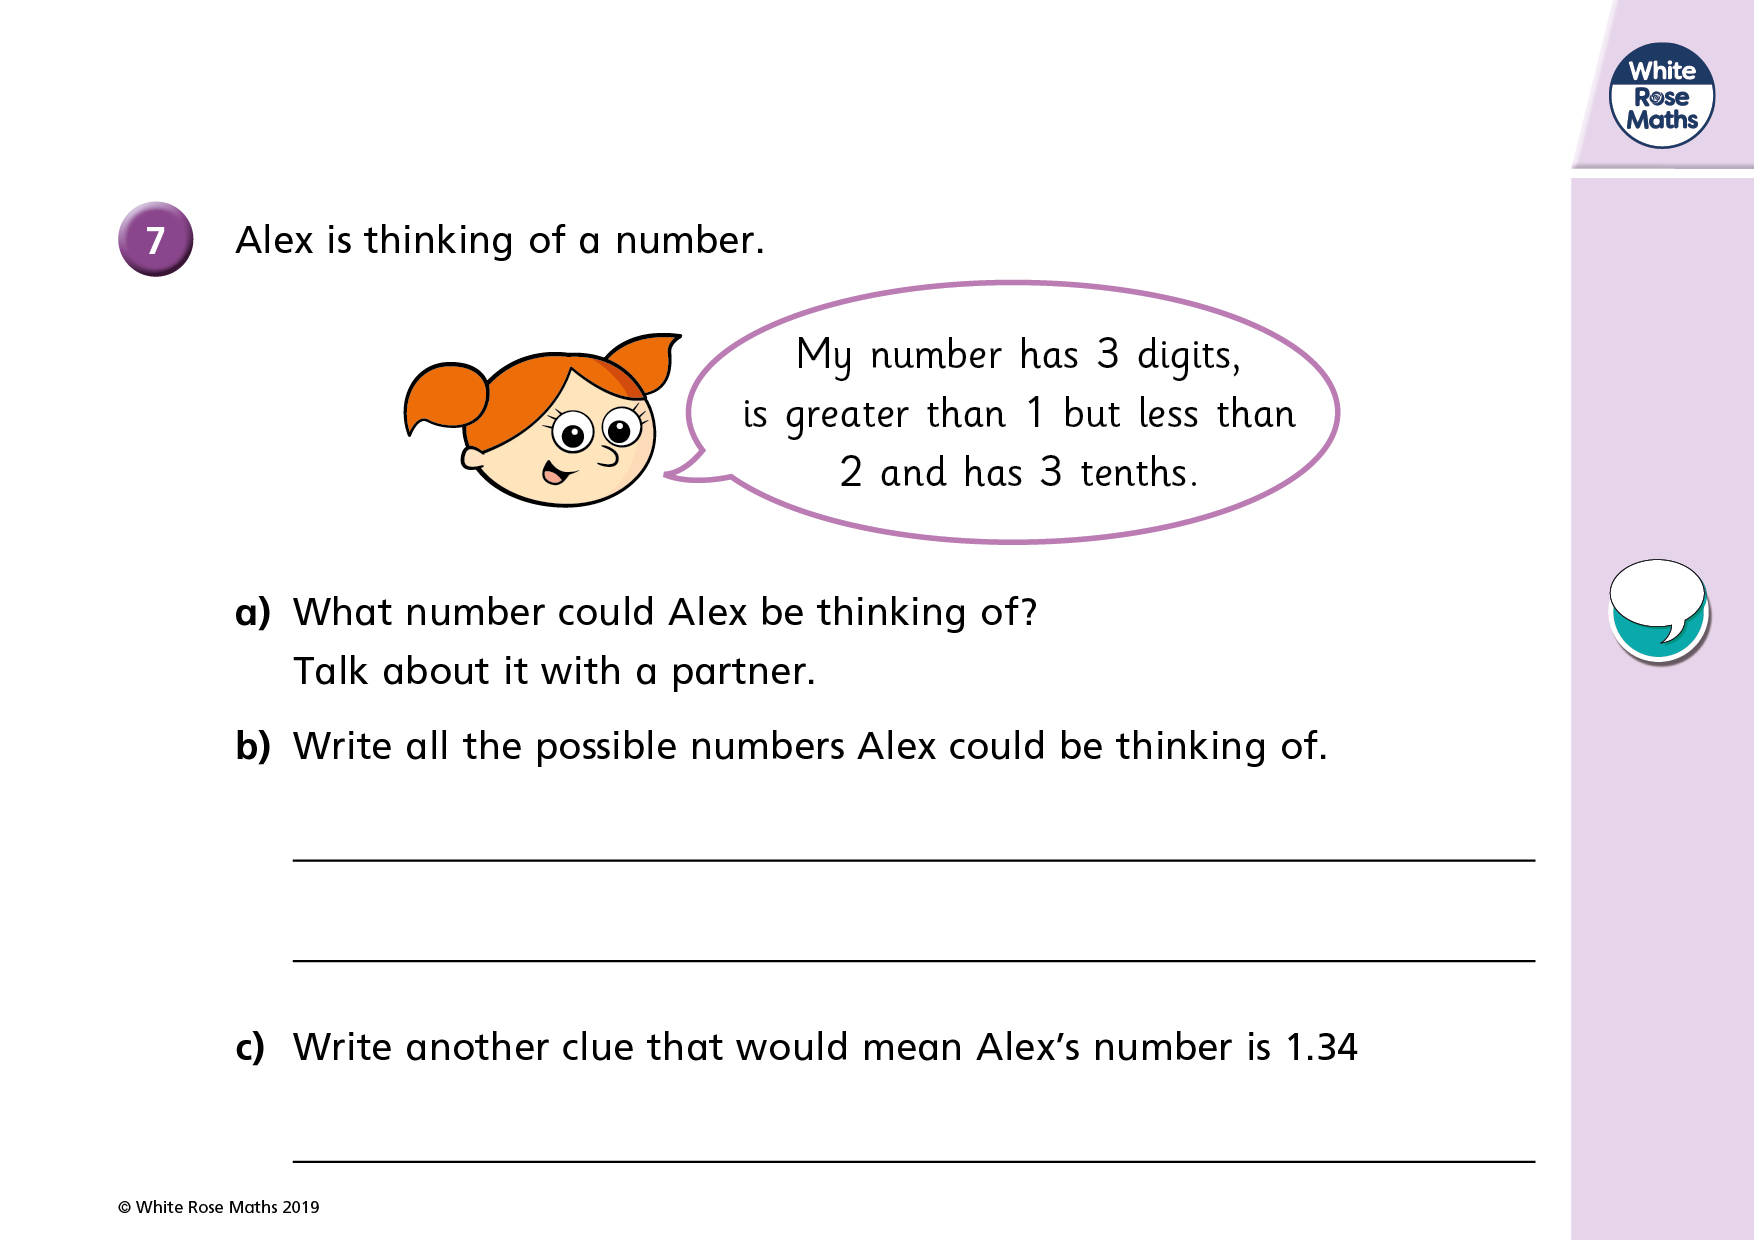 White
Rose
Maths
7 Alex is thinking of a number.
My number has 3 digits,
is greater than 1 but less than
2 and has 3 tenths.
a) What number could Alex be thinking of?
Talk about it with a partner.
b) Write all the possible numbers Alex could be thinking of.
c) Write another clue that would mean Alex’s number is 1.34
© White Rose Maths 2019